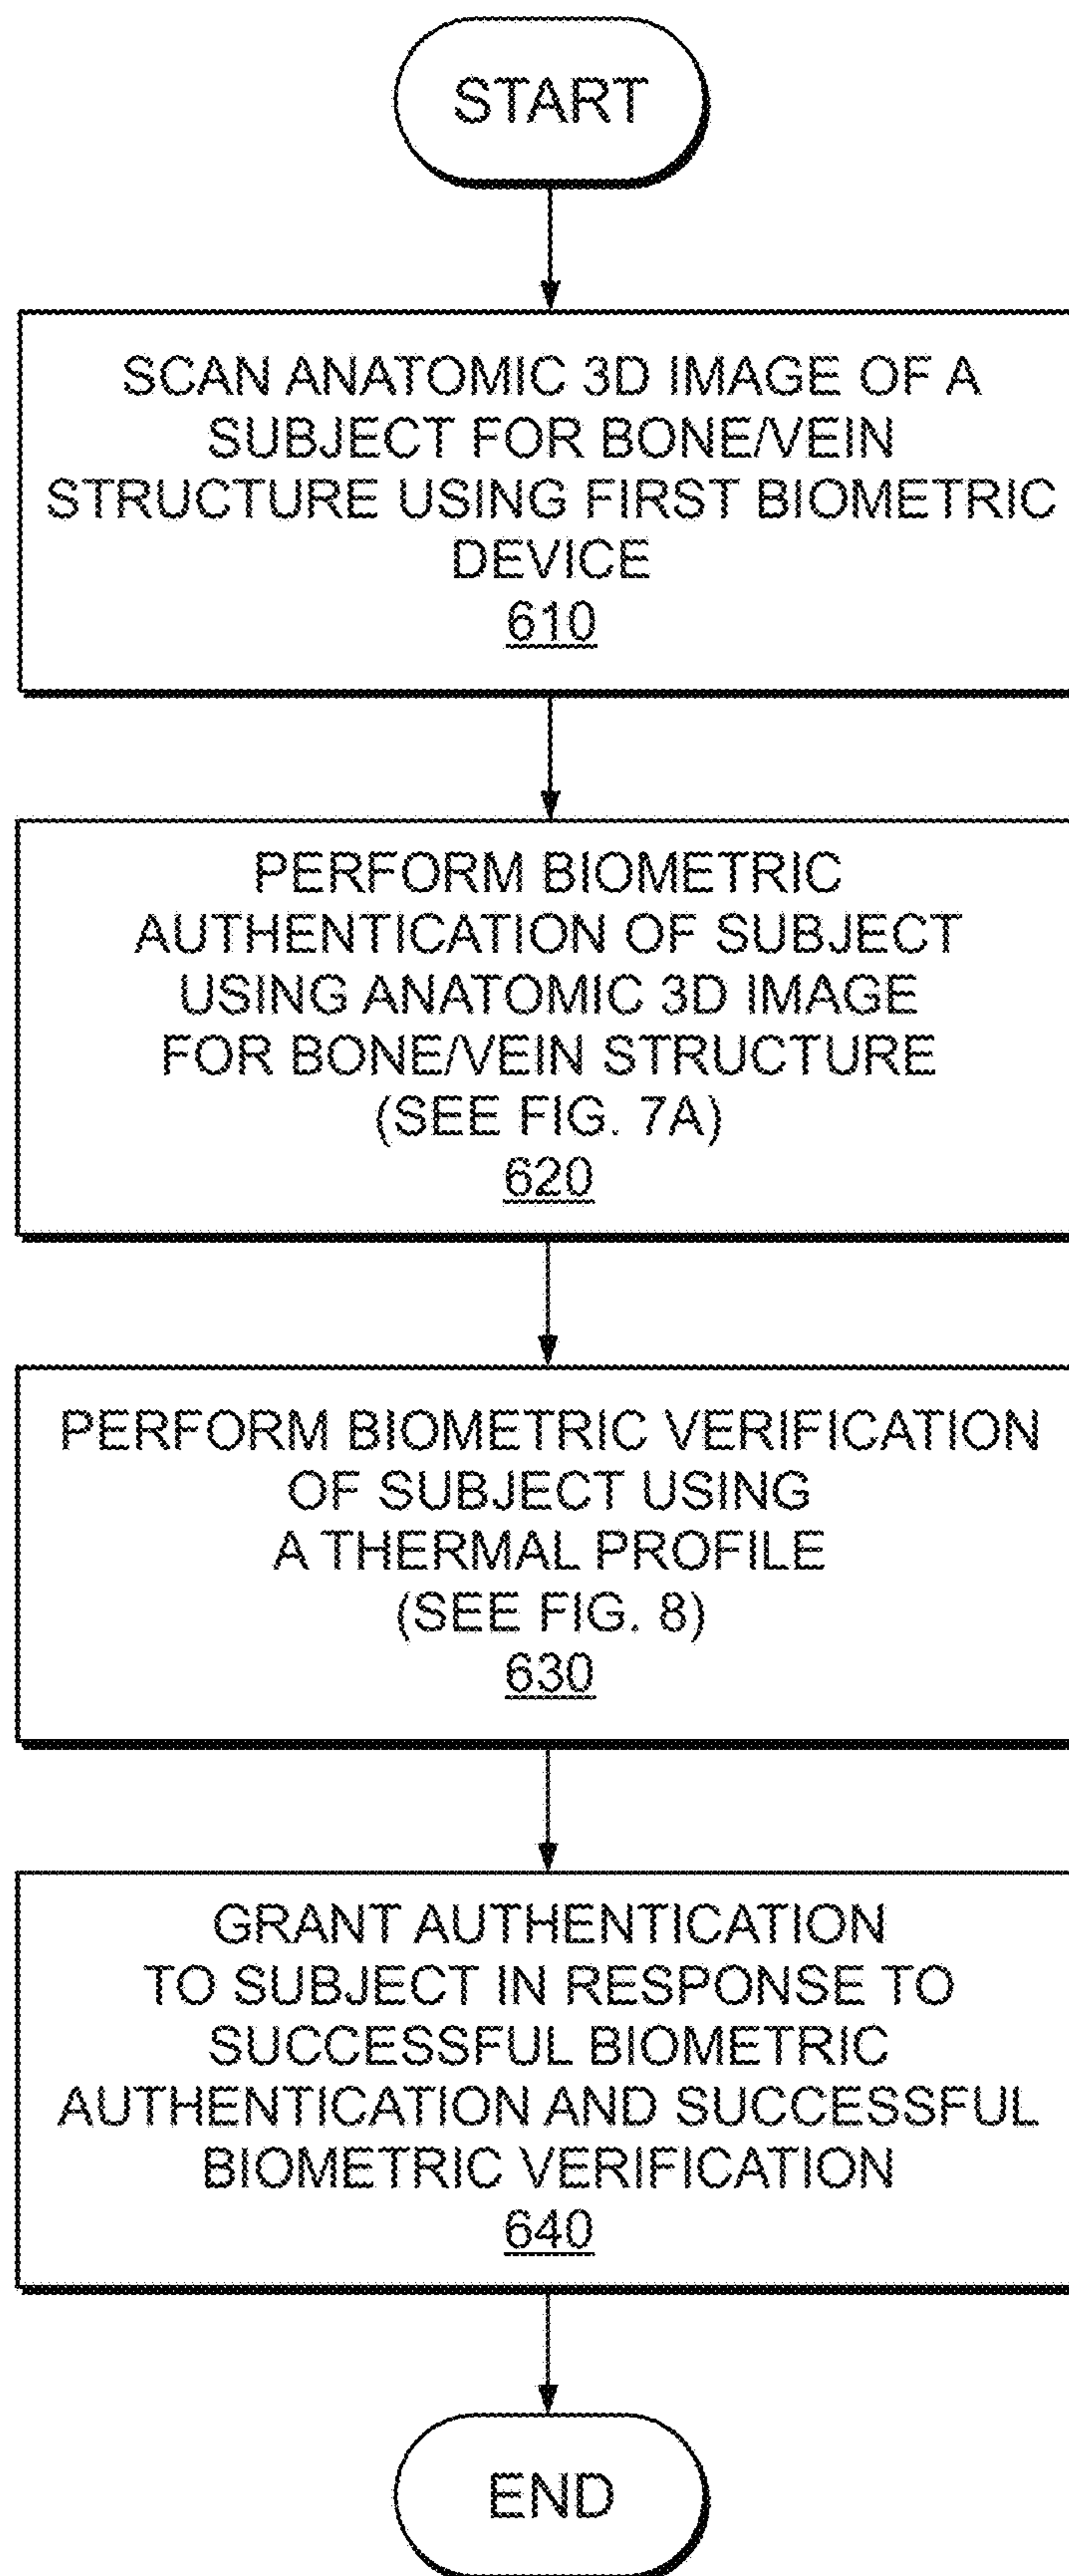 START
SCAN ANATOMIC 3D IMAGE OF A
SUBJECT FOR BONE/VEIN
STRUCTURE USING FIRST BIOMETRIC
DEVICE
610
PERFORM BIOMETRIC
AUTHENTICATION OF SUBJECT
USING ANATOMIC 3D IMAGE
FOR BONE/VEIN STRUCTURE
(SEE FIG. 7A)
620
PERFORM BIOMETRIC VERIFICATION
OF SUBJECT USING
A THERMAL PROFILE
(SEE FIG. 8)
630
GRANT AUTHENTICATION
TO SUBJECT IN RESPONSE TO
SUCCESSFUL BIOMETRIC
AUTHENTICATION AND SUCCESSFUL
BIOMETRIC VERIFICATION
640
END